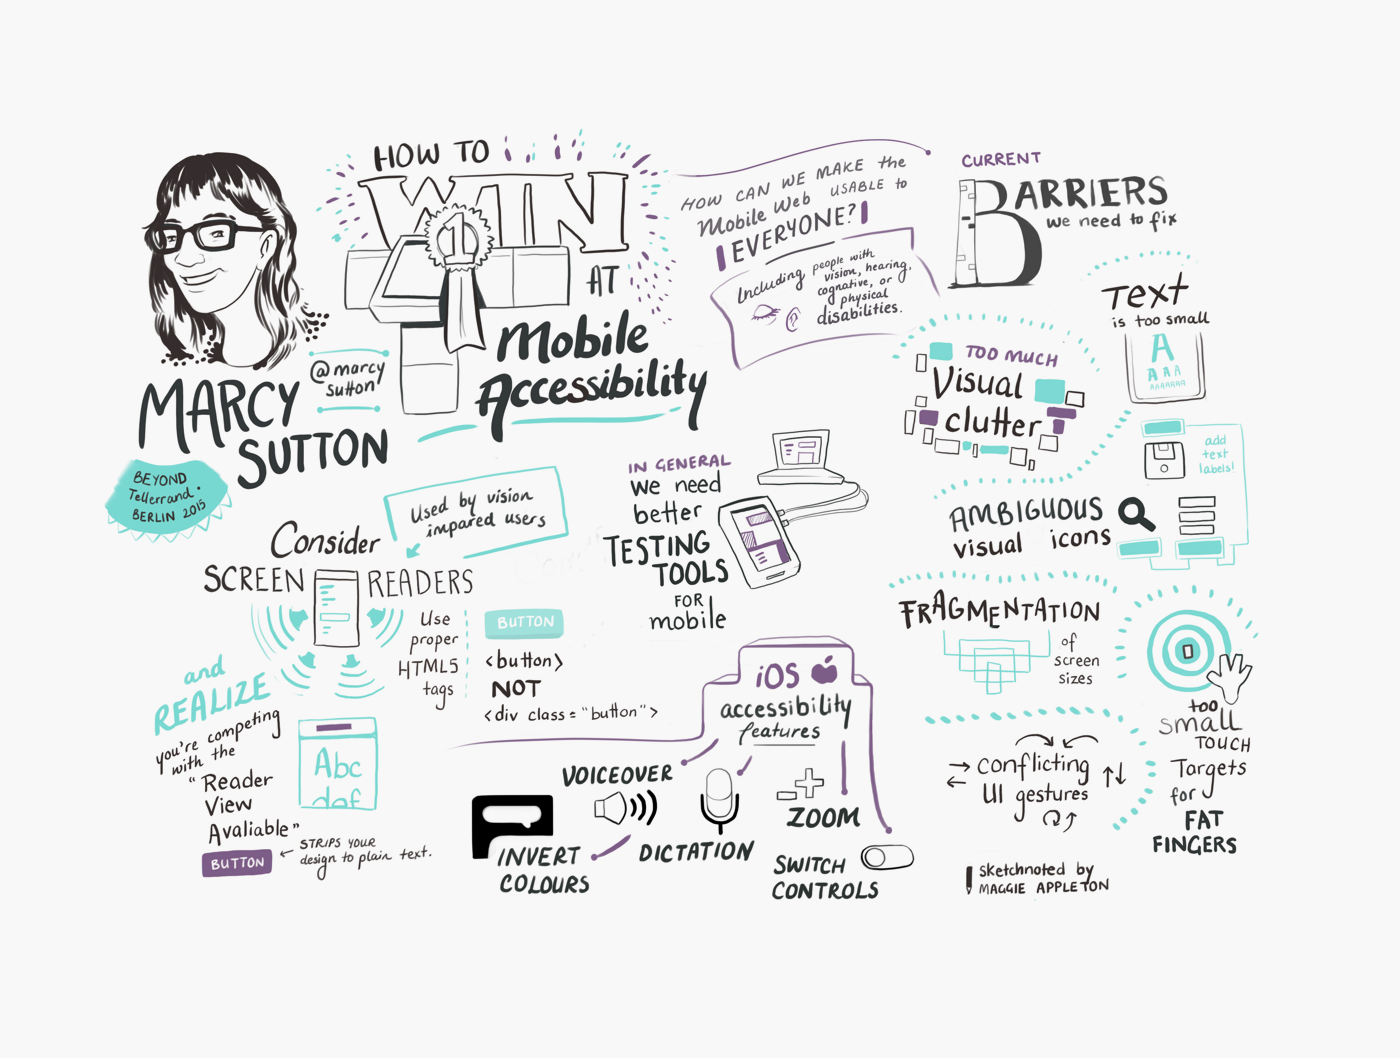 HOW TO
WIN
1
AT
Mobile
Accessibility
@marcy
sutton
MARCY
SUTTON
BEYOND
Tellerrand.
BERLIN 2015
HOW CAN WE MAKE the
Mobile Web USABLE to
EVERYONE?
Including people with
vision, hearing,
cognative, or
physical
disabilities.
CURRENT
BARRIERS
we need to fix
Text
is too small
A
AAA
AAAAAAA
TOO MUCH
Visual
clutter
add
text
labels!
AMBIGUOUS
visual icons
FRAGMENTATION
of
screen
sizes
too
small
TOUCH
Targets
for
FAT
FINGERS
conflicting
UI gestures
IN GENERAL
we need
better
TESTING
TOOLS
FOR
mobile
Used by vision
impared users
Consider
SCREEN READERS
Use
proper
HTML5
tags
BUTTON
<button>
NOT
<div class = "button">
and
REALIZE
you're competing
with the
"Reader
View
Avaliable"
Abc
def
BUTTON
STRIPS YOUR
design to plain text.
iOS
accessibility
features
VOICEOVER
INVERT
COLOURS
DICTATION
ZOOM
SWITCH
CONTROLS
Sketchnoted by
MAGGIE APPLETON